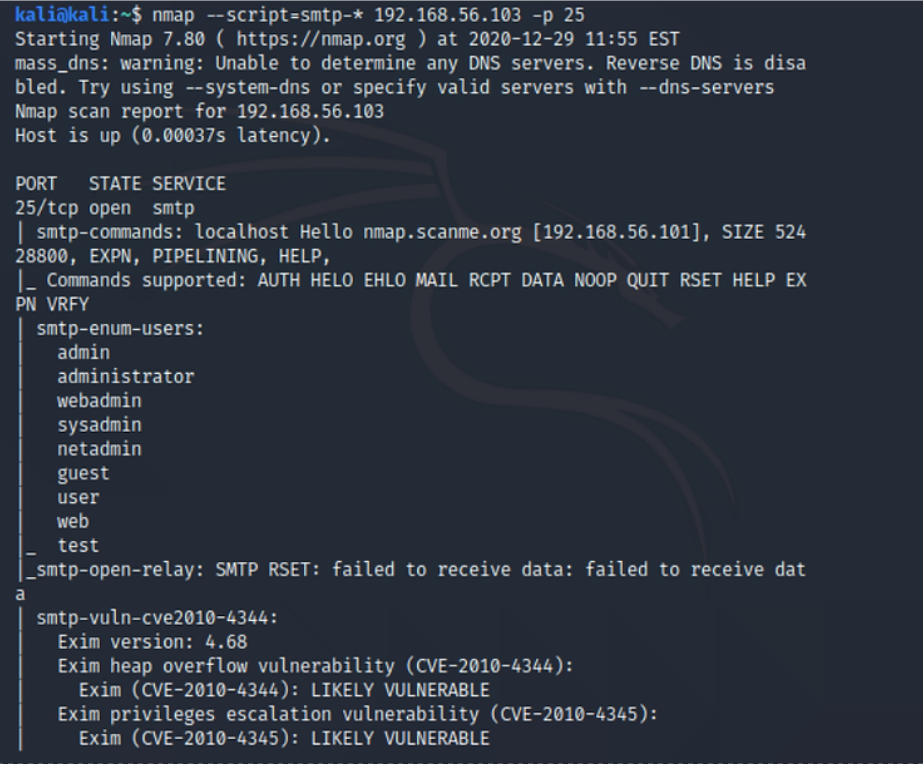 kali@kali:~$ nmap --script=smtp-* 192.168.56.103 -p 25
Starting Nmap 7.80 ( https://nmap.org ) at 2020-12-29 11:55 EST
mass_dns: warning: Unable to determine any DNS servers. Reverse DNS is disa
bled. Try using --system-dns or specify valid servers with --dns-servers
Nmap scan report for 192.168.56.103
Host is up (0.00037s latency).

PORT   STATE SERVICE
25/tcp open  smtp
| smtp-commands: localhost Hello nmap.scanme.org [192.168.56.101], SIZE 524
28800, EXPN, PIPELINING, HELP,
|_ Commands supported: AUTH HELO EHLO MAIL RCPT DATA NOOP QUIT RSET HELP EX
PN VRFY
| smtp-enum-users:
|   admin
|   administrator
|   webadmin
|   sysadmin
|   netadmin
|   guest
|   user
|   web
|_  test
|_smtp-open-relay: SMTP RSET: failed to receive data: failed to receive dat
a
| smtp-vuln-cve2010-4344:
|   Exim version: 4.68
|   Exim heap overflow vulnerability (CVE-2010-4344):
|     Exim (CVE-2010-4344): LIKELY VULNERABLE
|   Exim privileges escalation vulnerability (CVE-2010-4345):
|     Exim (CVE-2010-4345): LIKELY VULNERABLE